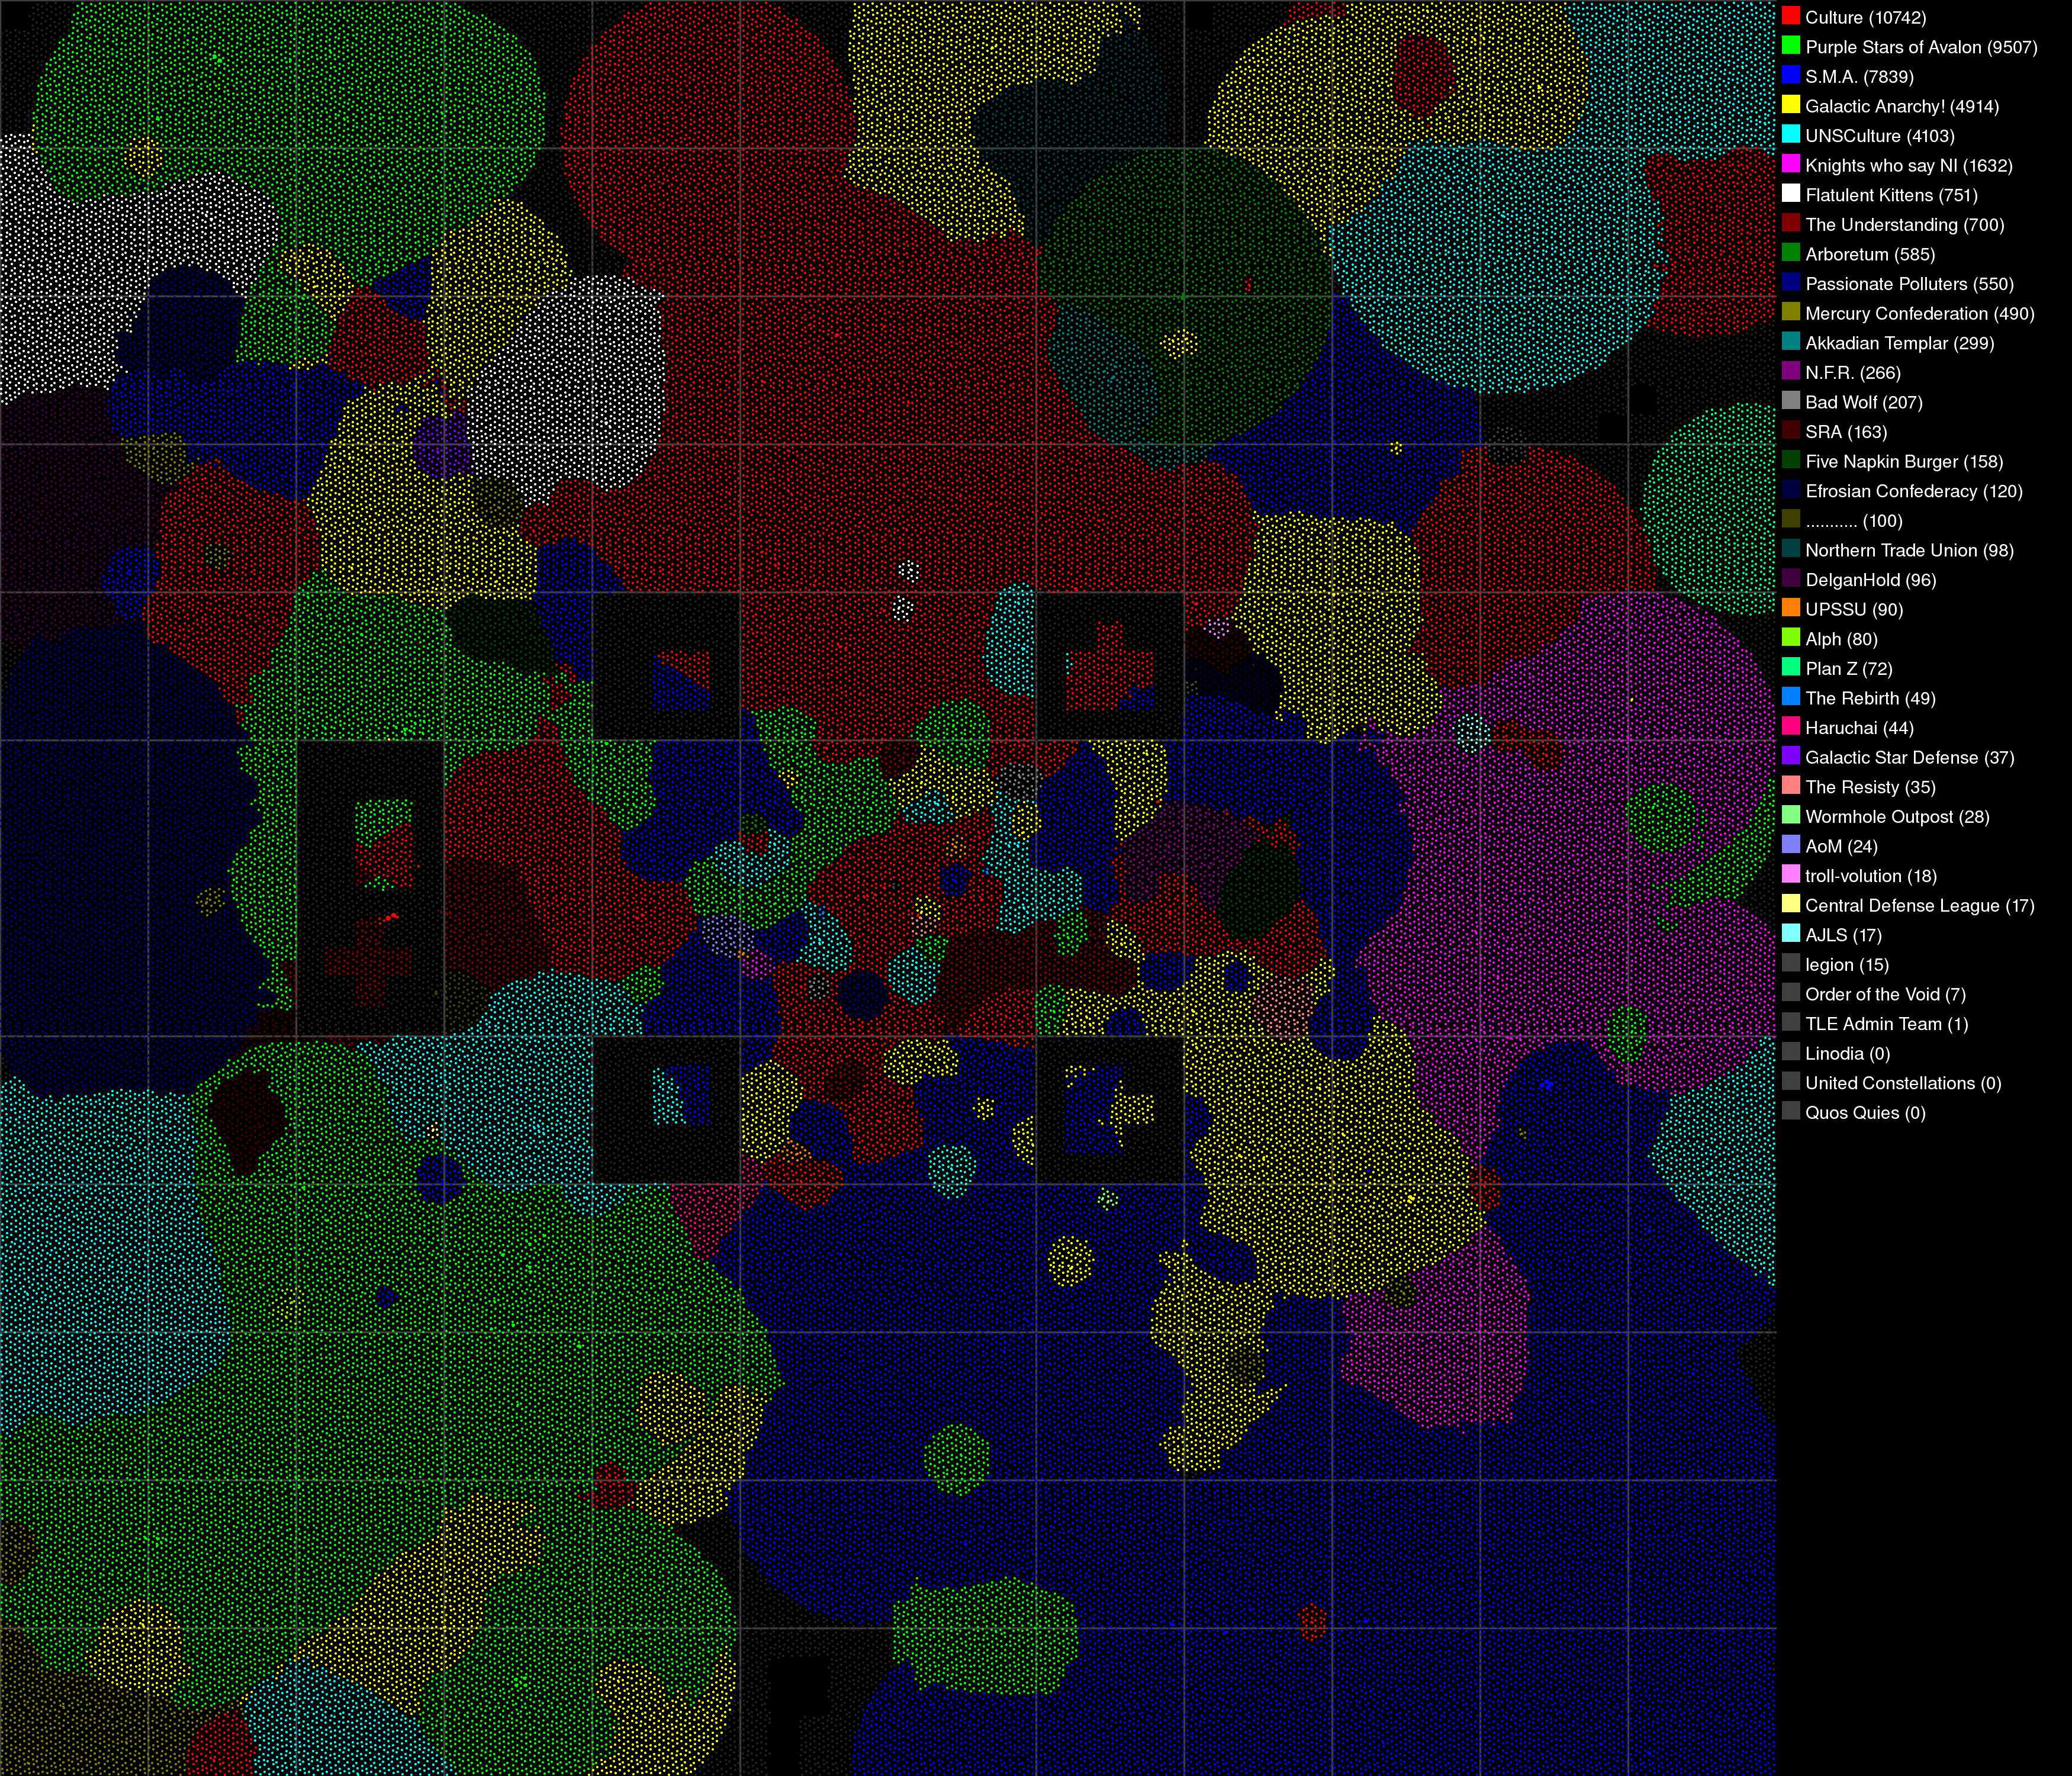 Culture (10742)
Purple Stars of Avalon (9507)
S.M.A. (7839)
Galactic Anarchy! (4914)
UNSCulture (4103)
Knights who say NI (1632)
Flatulent Kittens (751)
The Understanding (700)
Arboretum (585)
Passionate Polluters (550)
Mercury Confederation (490)
Akkadian Templar (299)
N.F.R. (266)
Bad Wolf (207)
SRA (163)
Five Napkin Burger (158)
Efrosian Confederacy (120)
........... (100)
Northern Trade Union (98)
DelganHold (96)
UPSSU (90)
Alph (80)
Plan Z (72)
The Rebirth (49)
Haruchai (44)
Galactic Star Defense (37)
The Resisty (35)
Wormhole Outpost (28)
AoM (24)
troll-volution (18)
Central Defense League (17)
AJLS (17)
legion (15)
Order of the Void (7)
TLE Admin Team (1)
Linodia (0)
United Constellations (0)
Quos Quies (0)